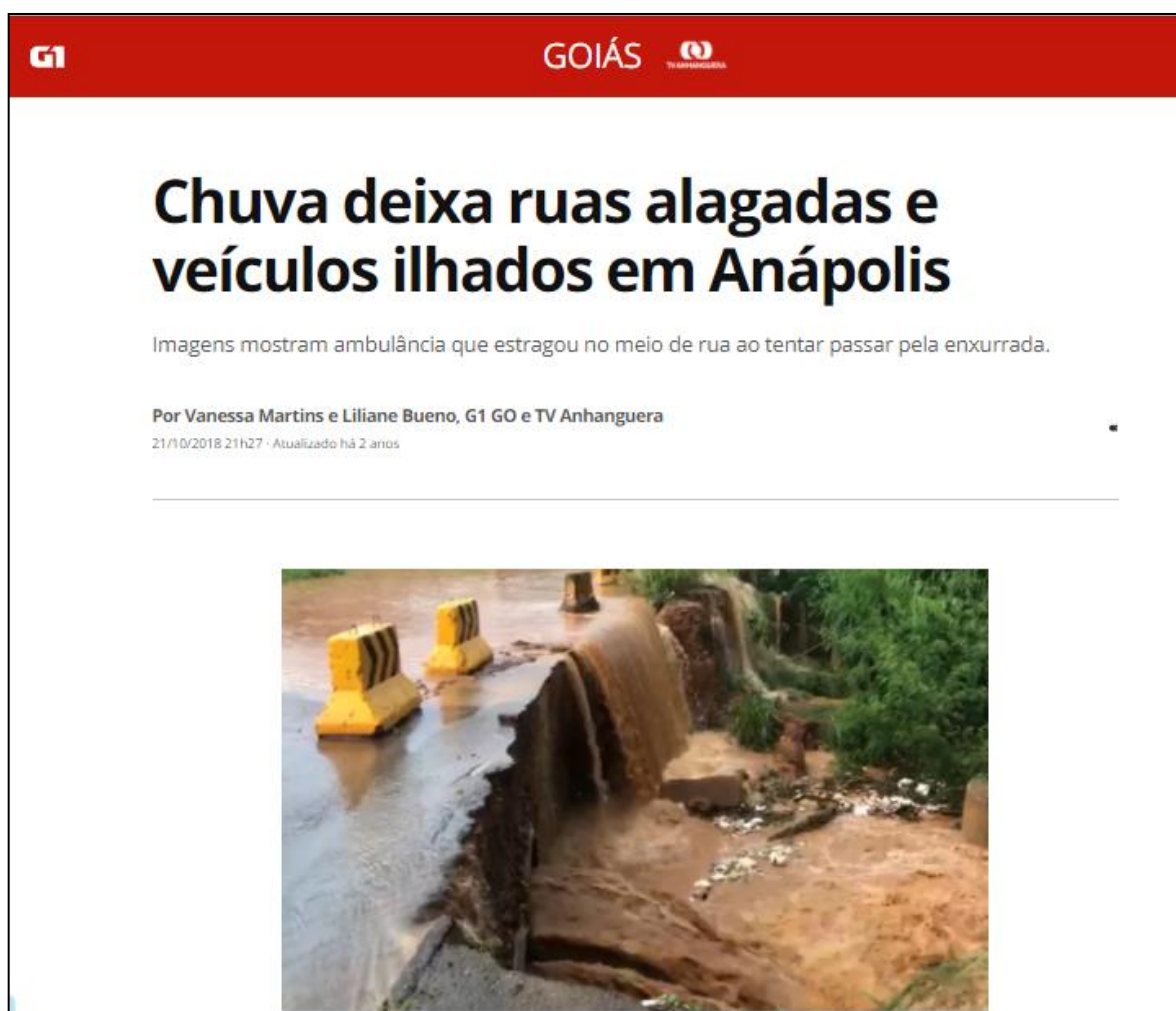 G1
GOIÁS
TV ANHANGUERA
Chuva deixa ruas alagadas e
veículos ilhados em Anápolis
Imagens mostram ambulância que estragou no meio de rua ao tentar passar pela enxurrada.
Por Vanessa Martins e Liliane Bueno, G1 GO e TV Anhanguera
21/10/2018 21h27 · Atualizado há 2 anos